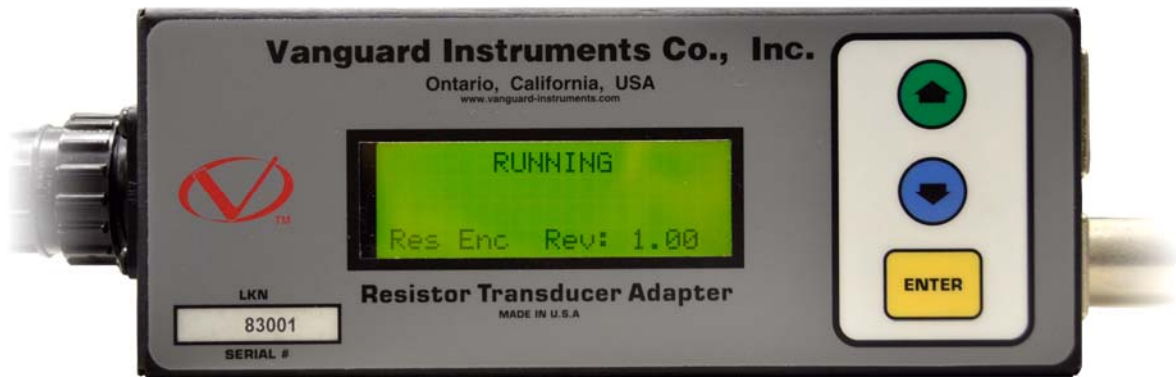 Vanguard Instruments Co., Inc.
Ontario, California, USA
www.vanguard-instruments.com
RUNNING
Res Enc Rev: 1.00
TM
Resistor Transducer Adapter
MADE IN U.S.A
LKN
83001
SERIAL #
ENTER